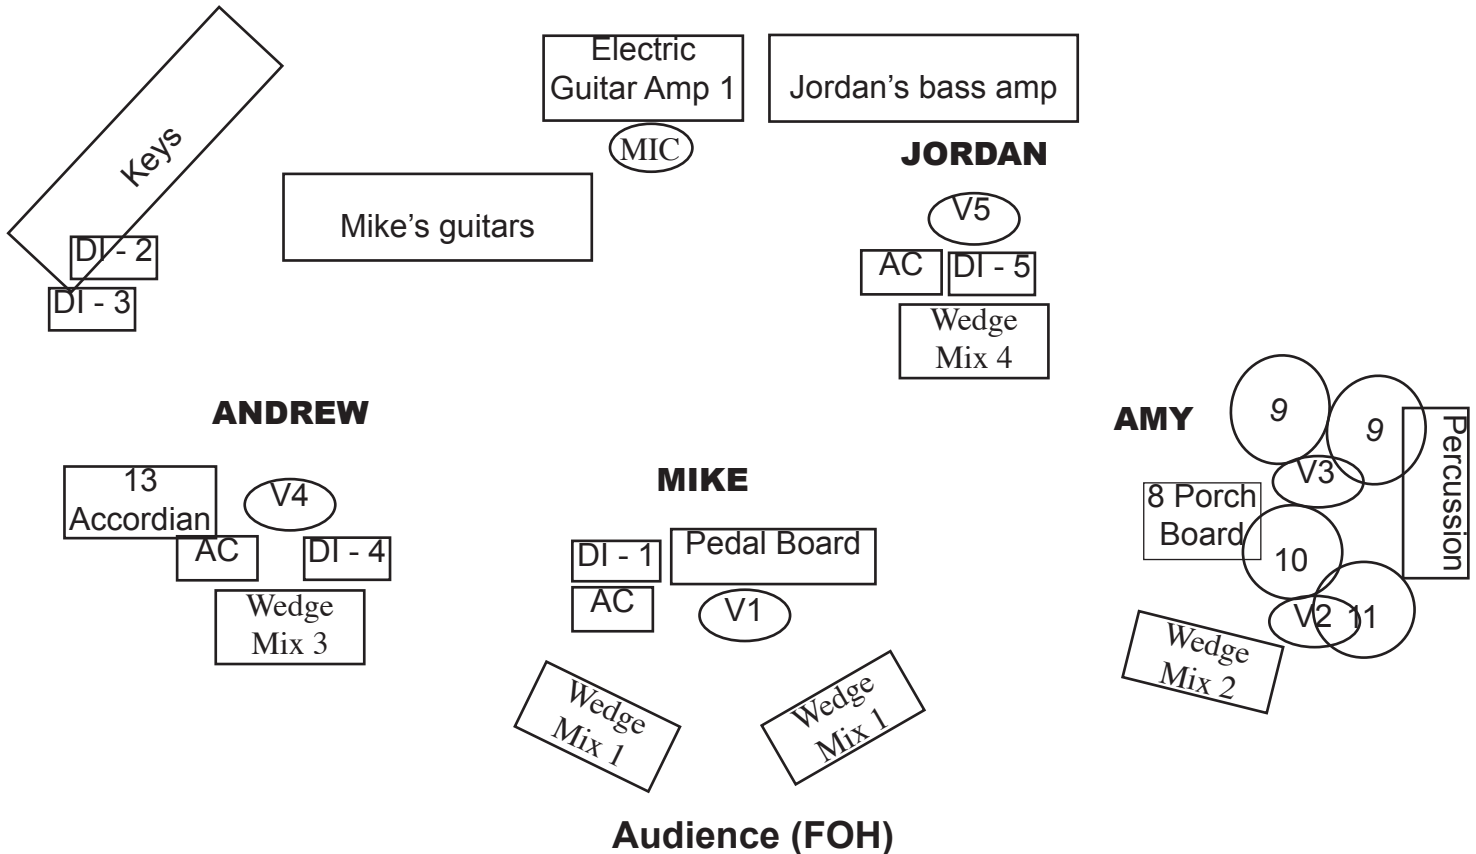 Electric
Guitar Amp 1
Jordan’s bass amp
Keys
MIC
JORDAN
Mike’s guitars
V5
DI - 2
DI - 3
AC
DI - 5
Wedge
Mix 4
ANDREW
AMY
9
9
Percussion
13
Accordian
V4
MIKE
V3
8 Porch
Board
AC
DI - 4
DI - 1
Pedal Board
10
Wedge
Mix 3
AC
V1
V2
11
Wedge
Mix 2
Wedge
Mix 1
Wedge
Mix 1
Audience (FOH)